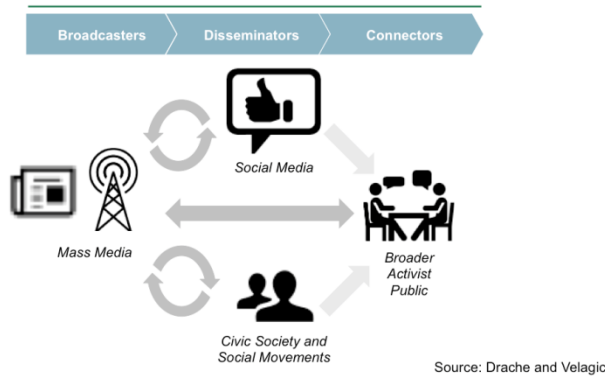 Broadcasters
Disseminators
Connectors
Social Media
Mass Media
Broader
Activist
Public
Civic Society and
Social Movements
Source: Drache and Velagic